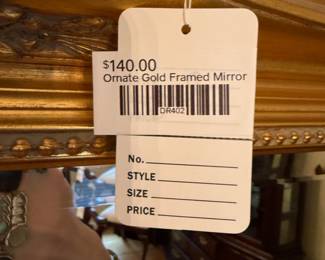 $140.00
Ornate Gold Framed Mirror
DR402
No.
STYLE
SIZE
PRICE